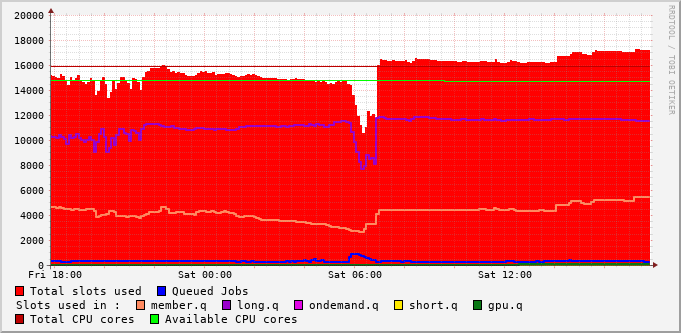 20000
18000
16000
14000
12000
10000
8000
6000
4000
2000
0
Fri 18:00 Sat 00:00 Sat 06:00 Sat 12:00
RRDTOOL / TOBI OETIKER
Total slots used Queued Jobs
Slots used in : member.q long.q ondemand.q short.q gpu.q
Total CPU cores Available CPU cores